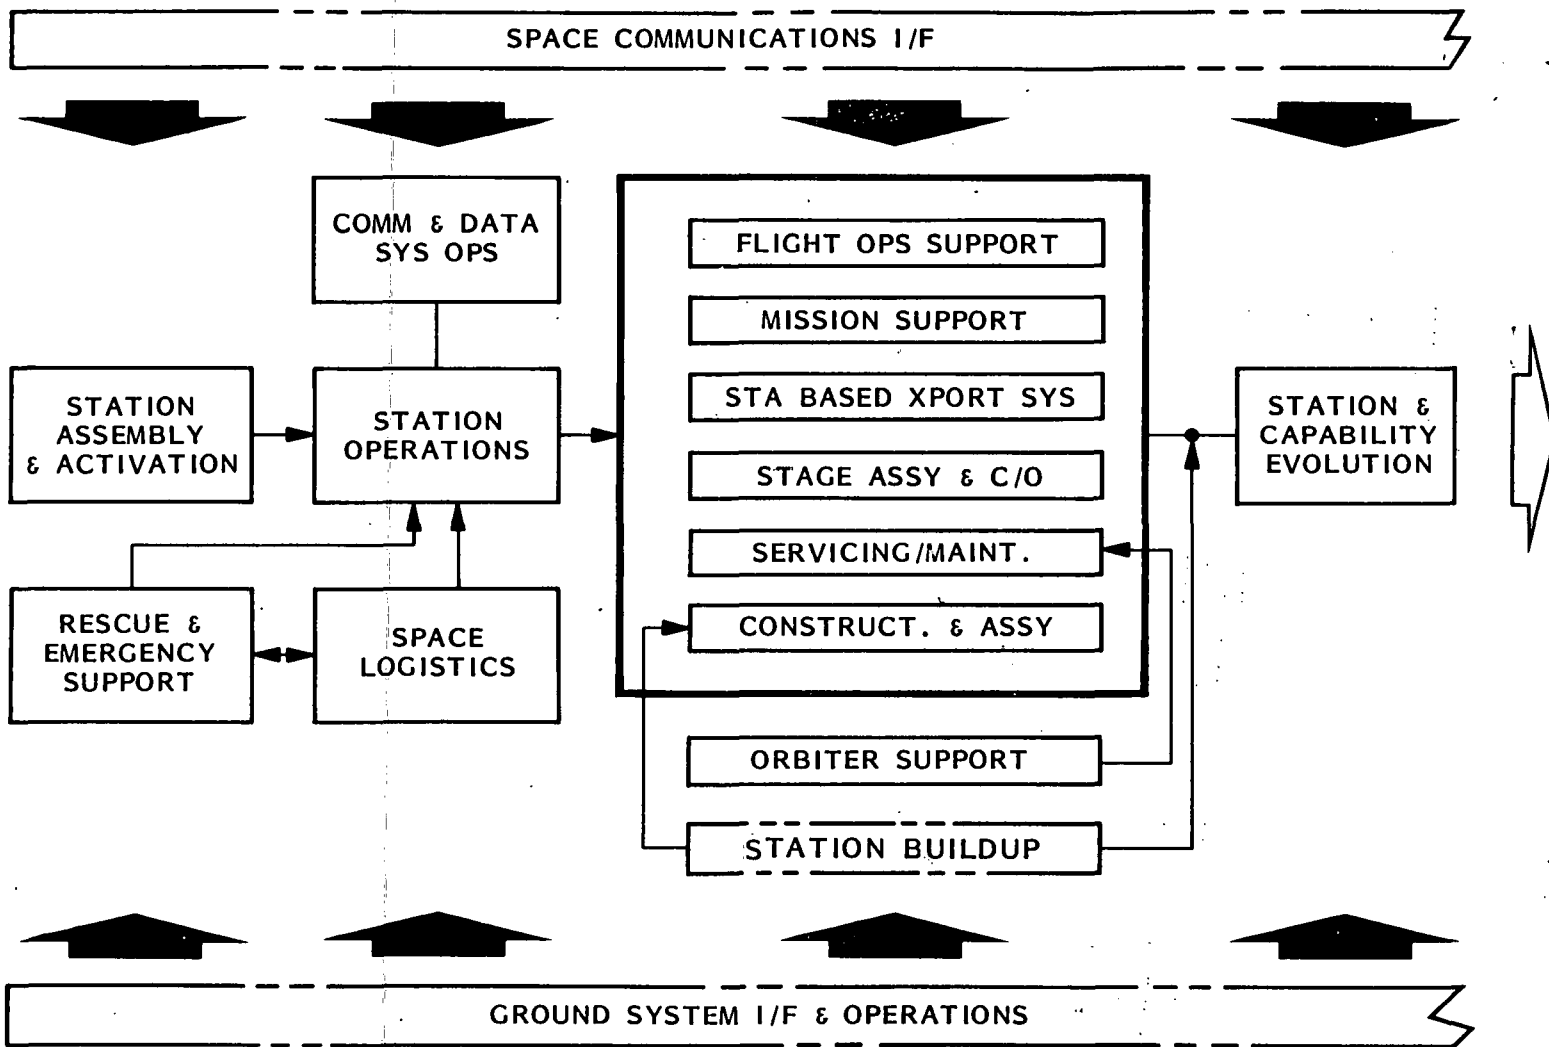 SPACE COMMUNICATIONS I/F
COMM & DATA
SYS OPS
STATION
ASSEMBLY
& ACTIVATION
STATION
OPERATIONS
RESCUE &
EMERGENCY
SUPPORT
SPACE
LOGISTICS
FLIGHT OPS SUPPORT
MISSION SUPPORT
STA BASED XPORT SYS
STAGE ASSY & C/O
SERVICING/MAINT.
CONSTRUCT. & ASSY
ORBITER SUPPORT
STATION BUILDUP
STATION &
CAPABILITY
EVOLUTION
GROUND SYSTEM I/F & OPERATIONS